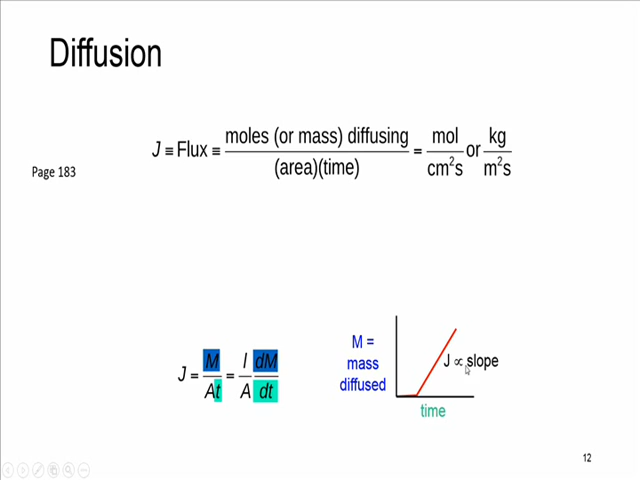 Diffusion
J ≡ Flux ≡ moles (or mass) diffusing / (area)(time) = mol / cm²s or kg / m²s
Page 183
J = M / At = l / A dM / dt
M =
mass
diffused
J ∝ slope
time
12